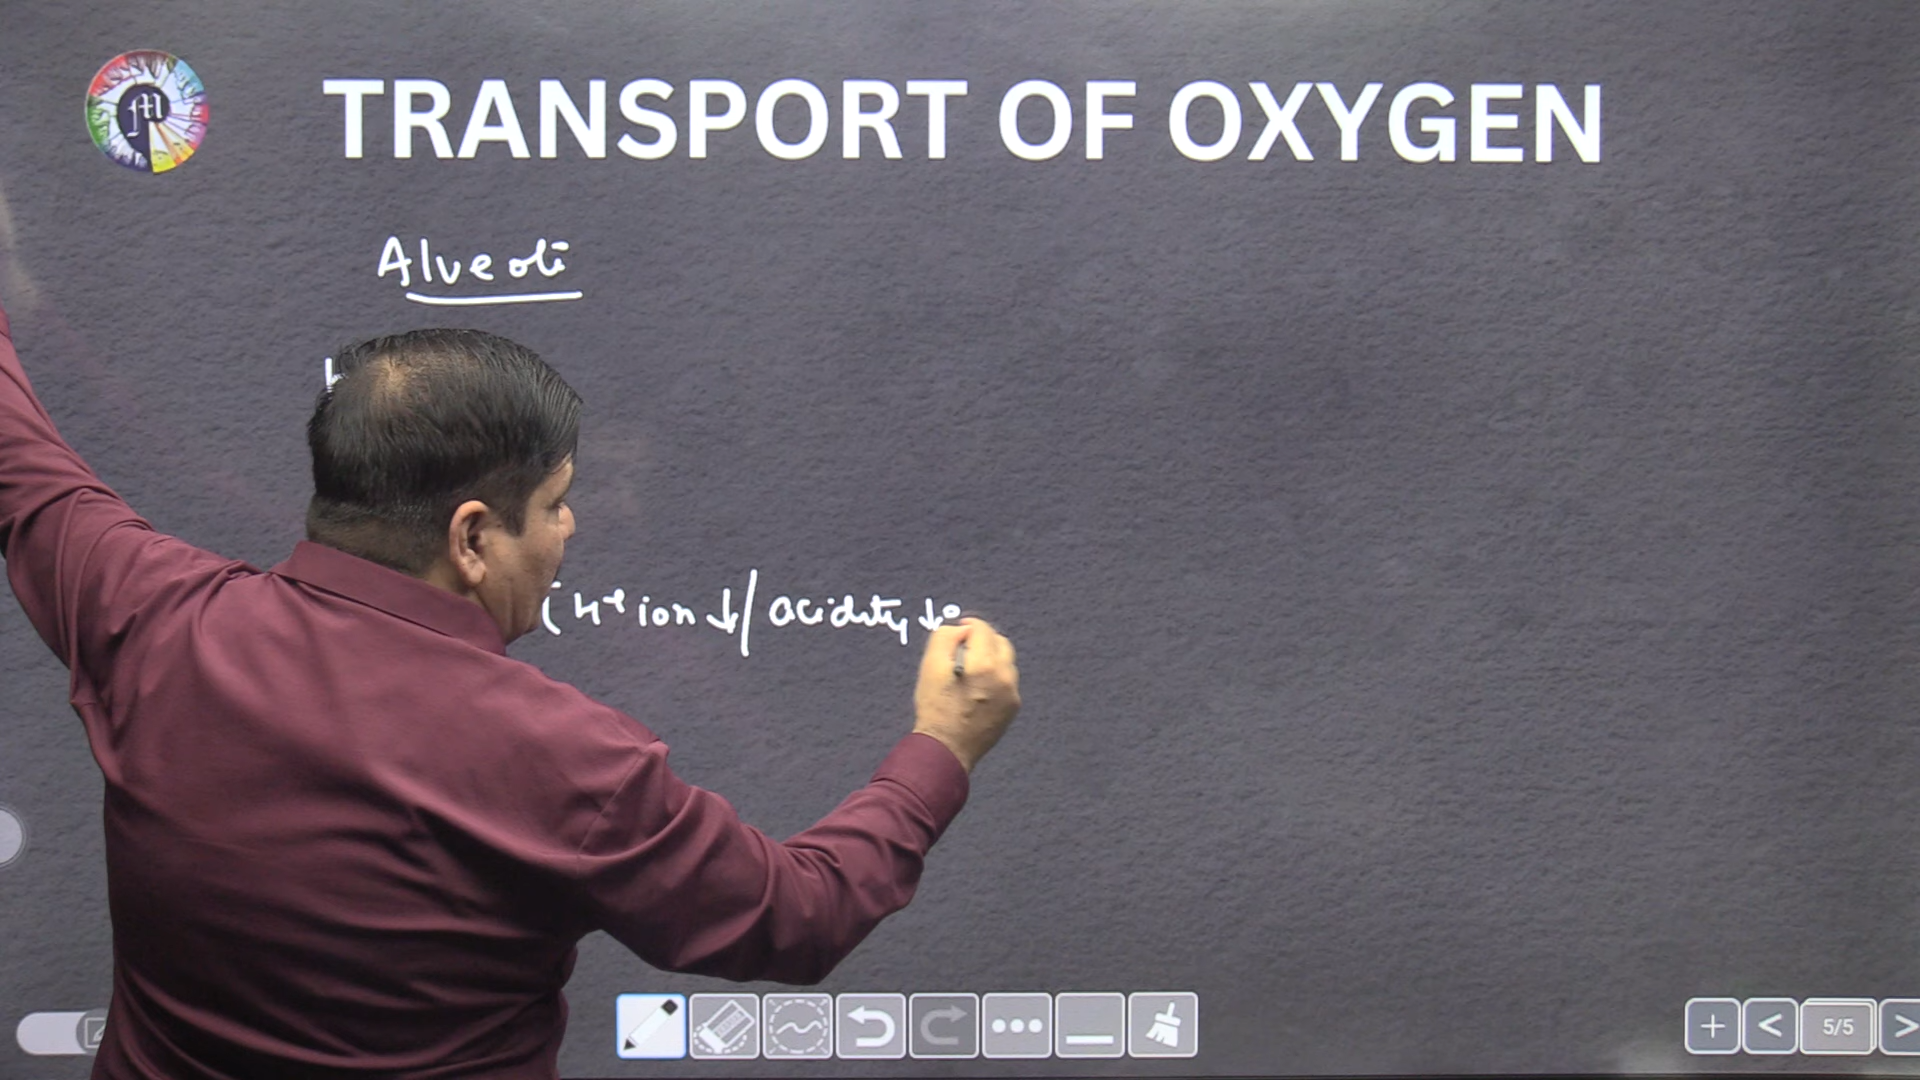 TRANSPORT OF OXYGEN
Alveoli
(H+ ion ↓/ acidity ↓
5/5